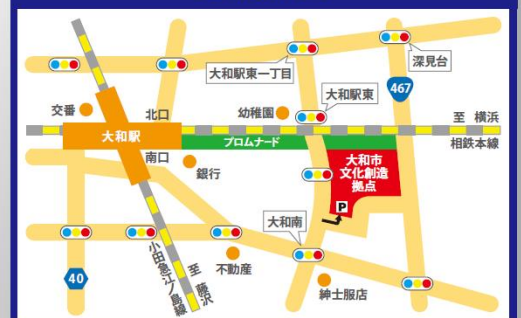 深見台
大和駅東一丁目
467
大和駅東
交番
北口
幼稚園
至 横浜
大和駅
プロムナード
相鉄本線
南口
銀行
大和市
文化創造
拠点
P
大和南
小田急江ノ島線
至 藤沢
不動産
40
紳士服店